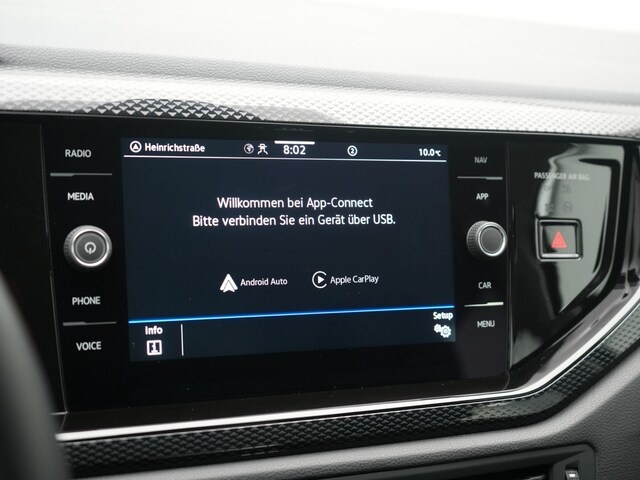 RADIO
MEDIA
PHONE
VOICE
Heinrichstraße
8:02
2
10.0°C
Willkommen bei App-Connect
Bitte verbinden Sie ein Gerät über USB.
Android Auto
Apple CarPlay
Info
Setup
NAV
APP
CAR
MENU
PASSENGER AIR BAG